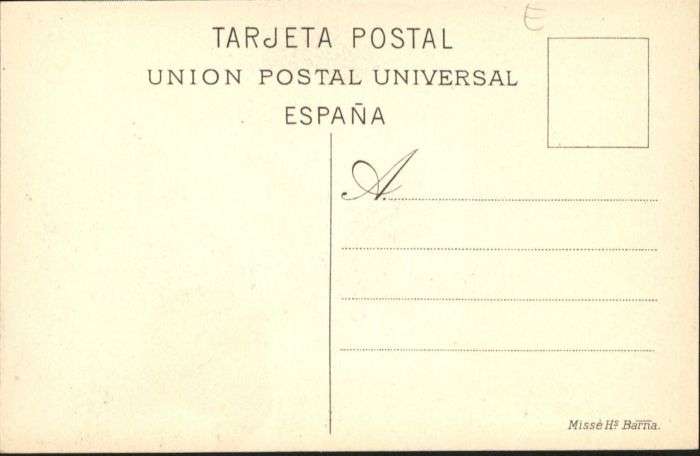 E
TARJETA POSTAL
UNION POSTAL UNIVERSAL
ESPAÑA
A.
Missé Hs Barna.